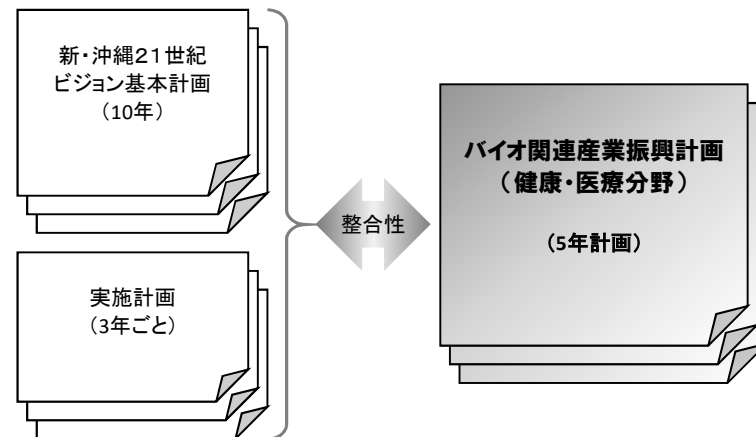 新・沖縄21世紀
ビジョン基本計画
（10年）
実施計画
（3年ごと）
整合性
バイオ関連産業振興計画
（健康・医療分野）
（5年計画）